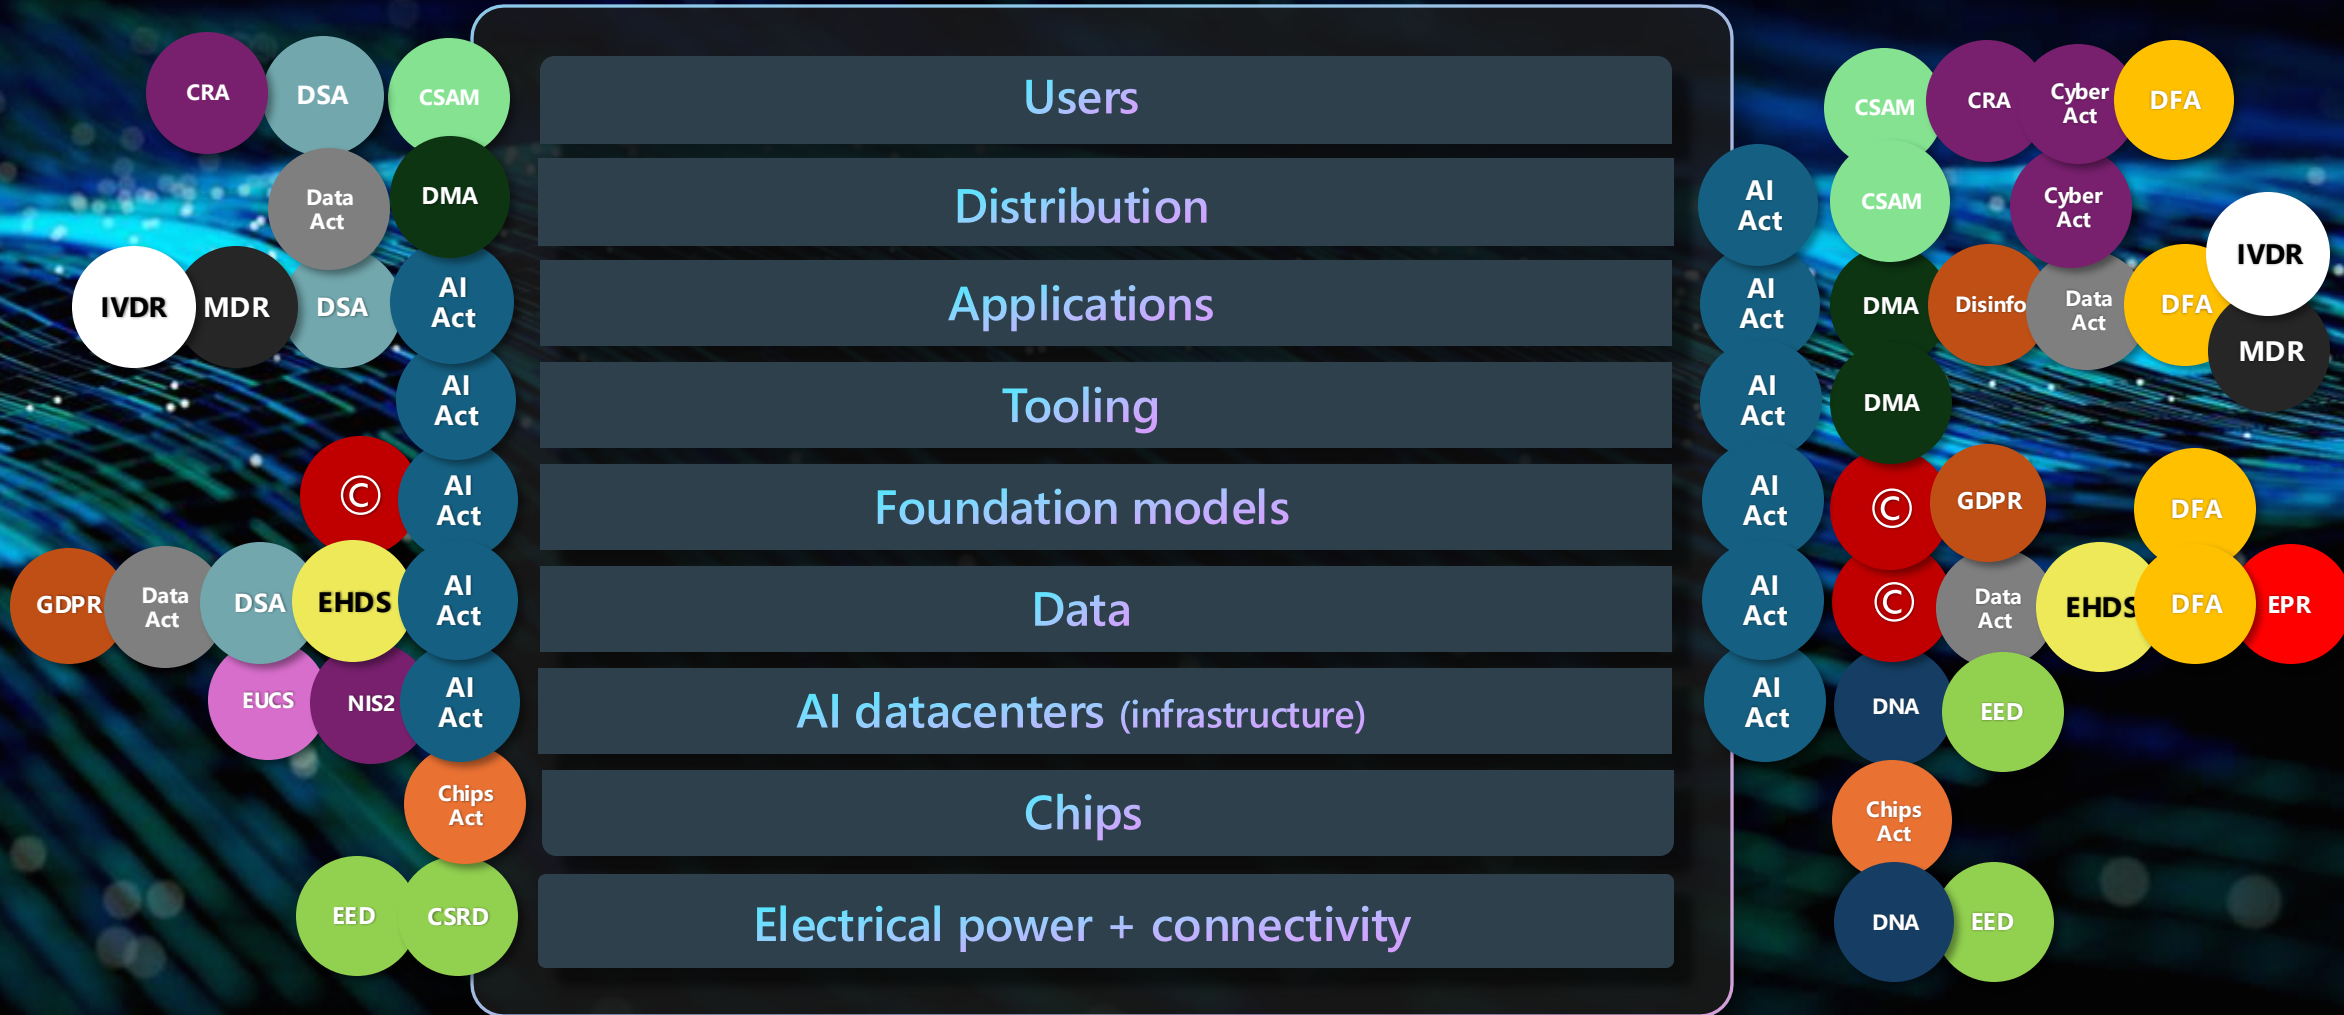 CRA
DSA
CSAM
Users
CSAM
CRA
Cyber
Act
DFA
Data
Act
DMA
Distribution
AI
Act
CSAM
Cyber
Act
IVDR
IVDR
MDR
DSA
AI
Act
Applications
AI
Act
DMA
Disinfo
Data
Act
DFA
MDR
AI
Act
Tooling
AI
Act
DMA
©
AI
Act
Foundation models
AI
Act
©
GDPR
DFA
GDPR
Data
Act
DSA
EHDS
AI
Act
Data
AI
Act
©
Data
Act
EHDS
DFA
EPR
EUCS
NIS2
AI
Act
AI datacenters (infrastructure)
AI
Act
DNA
EED
Chips
Act
Chips
Chips
Act
EED
CSRD
Electrical power + connectivity
DNA
EED